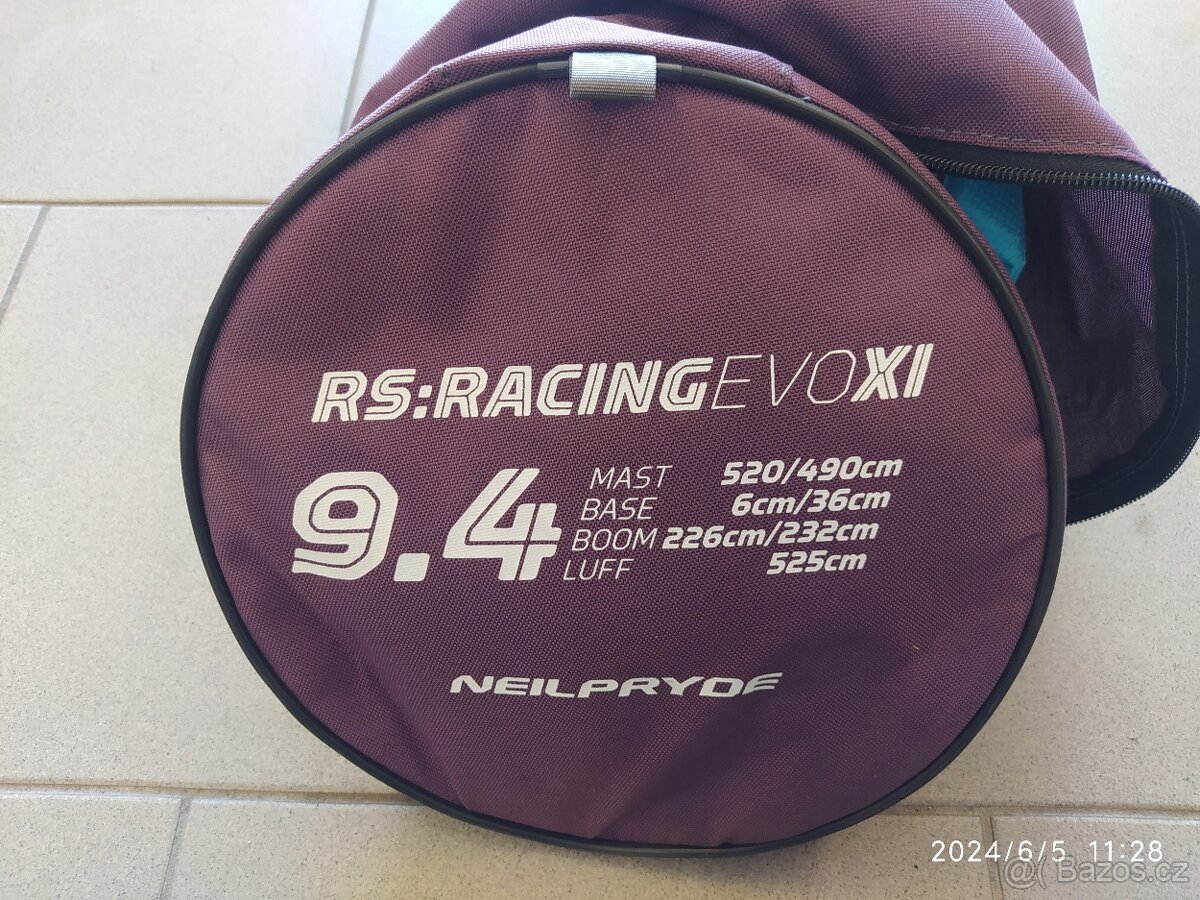 RS:RACINGEVOXI
9.4
MAST 520/490cm
BASE 6cm/36cm
BOOM 226cm/232cm
LUFF 525cm
NEILPRYDE
2024/6/5 11:28
@( Bazos.cz